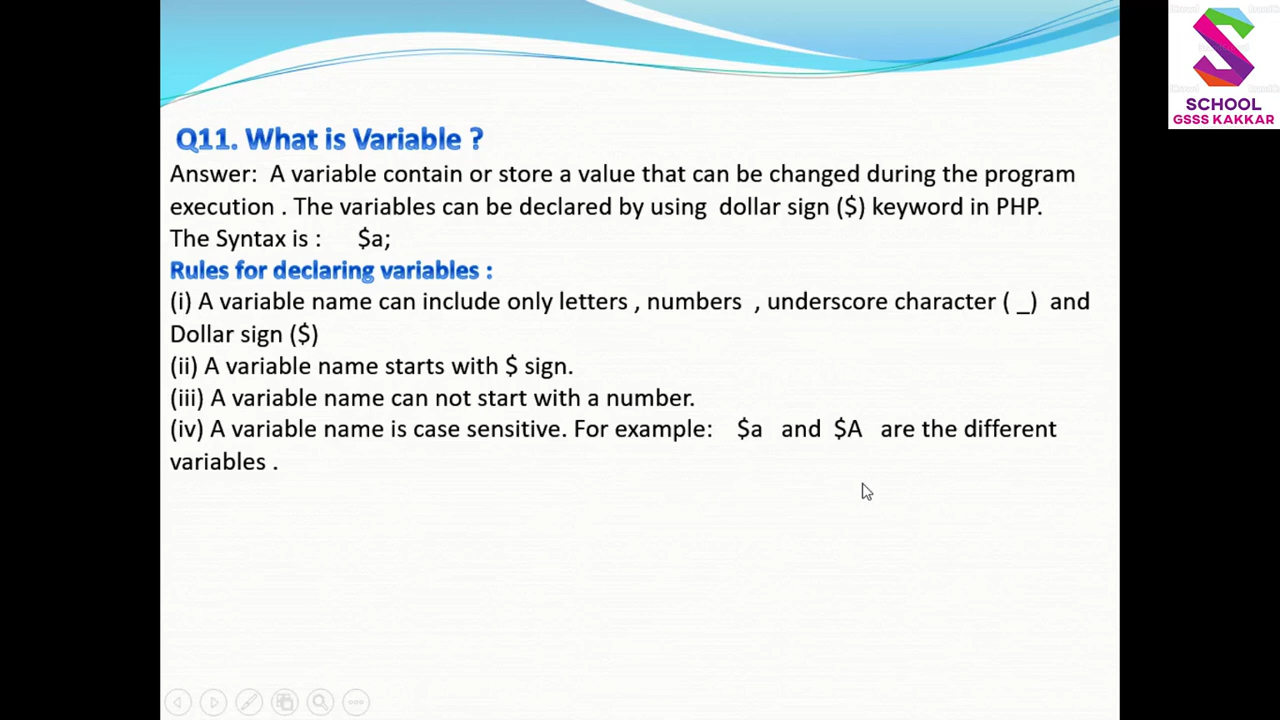 SCHOOL
GSSS KAKKAR
Q11. What is Variable ?
Answer: A variable contain or store a value that can be changed during the program
execution . The variables can be declared by using dollar sign ($) keyword in PHP.
The Syntax is : $a;
Rules for declaring variables :
(i) A variable name can include only letters , numbers , underscore character ( _) and
Dollar sign ($)
(ii) A variable name starts with $ sign.
(iii) A variable name can not start with a number.
(iv) A variable name is case sensitive. For example: $a and $A are the different
variables .